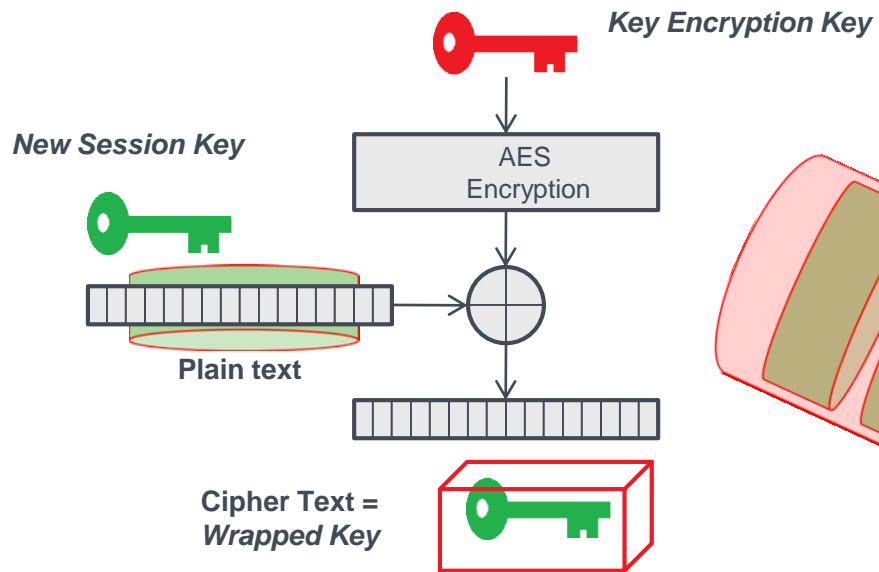 Key Encryption Key
New Session Key
AES
Encryption
Plain text
Cipher Text =
Wrapped Key